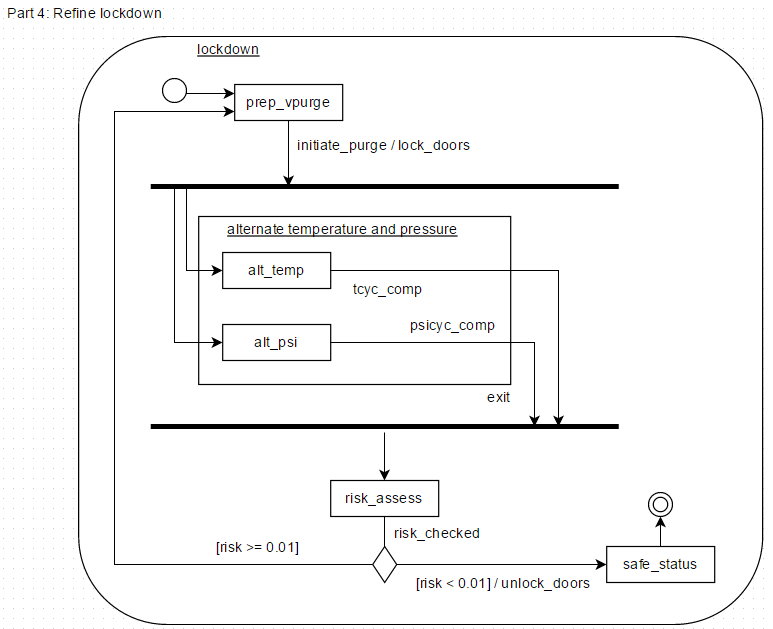 Part 4: Refine lockdown
lockdown
prep_vpurge
initiate_purge / lock_doors
alternate temperature and pressure
alt_temp
tcyc_comp
psicyc_comp
alt_psi
exit
risk_assess
risk_checked
[risk >= 0.01]
safe_status
[risk < 0.01] / unlock_doors